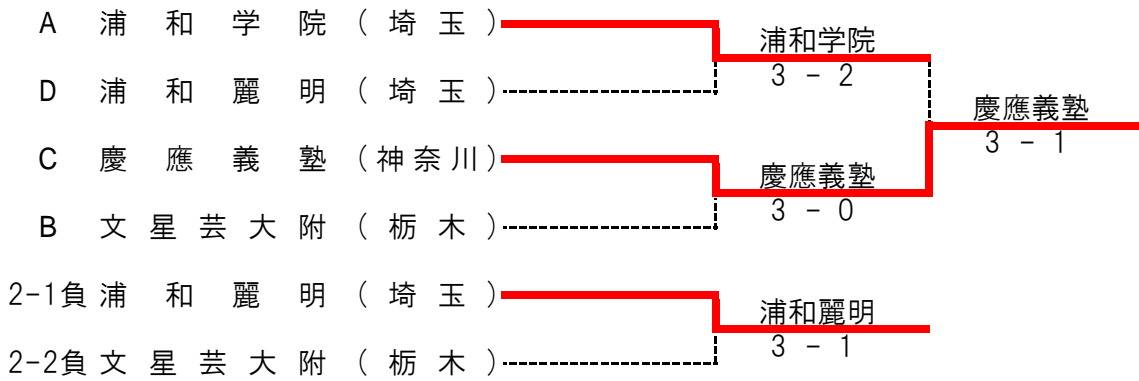 A 浦和学院(埼玉)
浦和学院
3 - 2
D 浦和麗明(埼玉)
慶應義塾
3 - 1
C 慶應義塾(神奈川)
慶應義塾
3 - 0
B 文星芸大附(栃木)
2-1負 浦和麗明(埼玉)
浦和麗明
3 - 1
2-2負 文星芸大附(栃木)